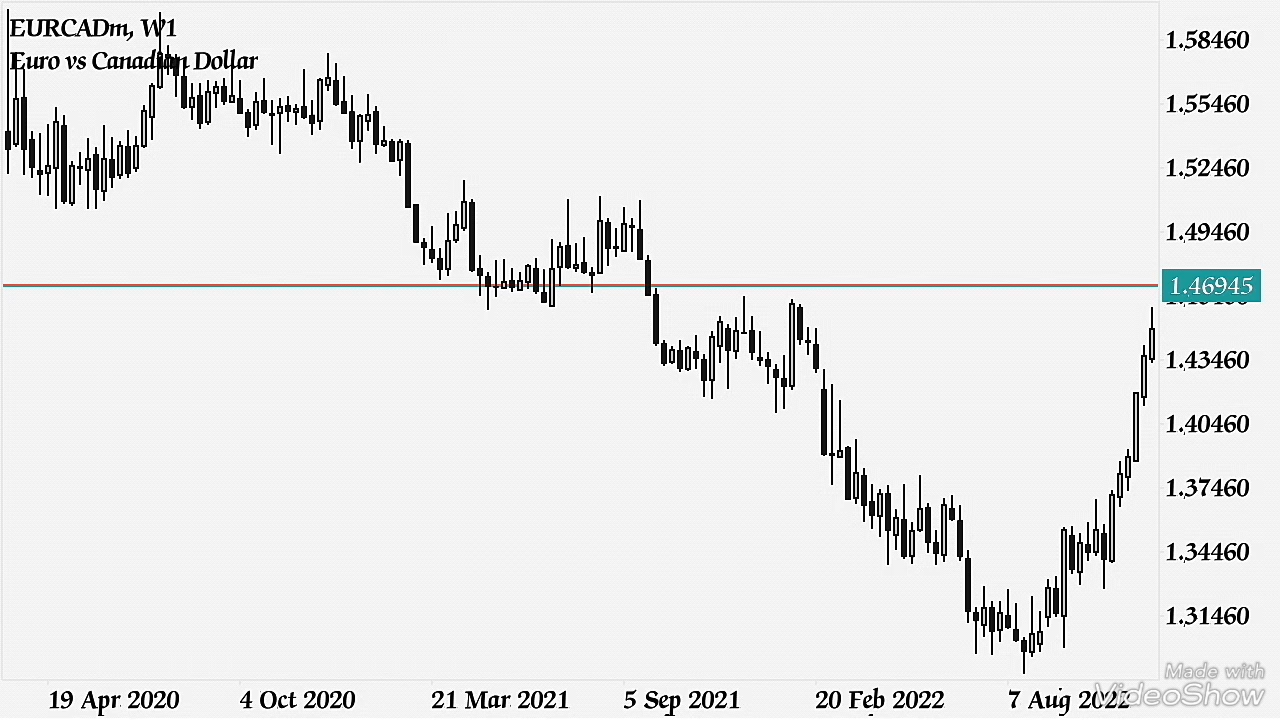 EURCADm, W1
Euro vs Canadian Dollar
1.58460
1.55460
1.52460
1.49460
1.46945
1.43460
1.40460
1.37460
1.34460
1.31460
19 Apr 2020
4 Oct 2020
21 Mar 2021
5 Sep 2021
20 Feb 2022
7 Aug 2022
Made with
VideoShow